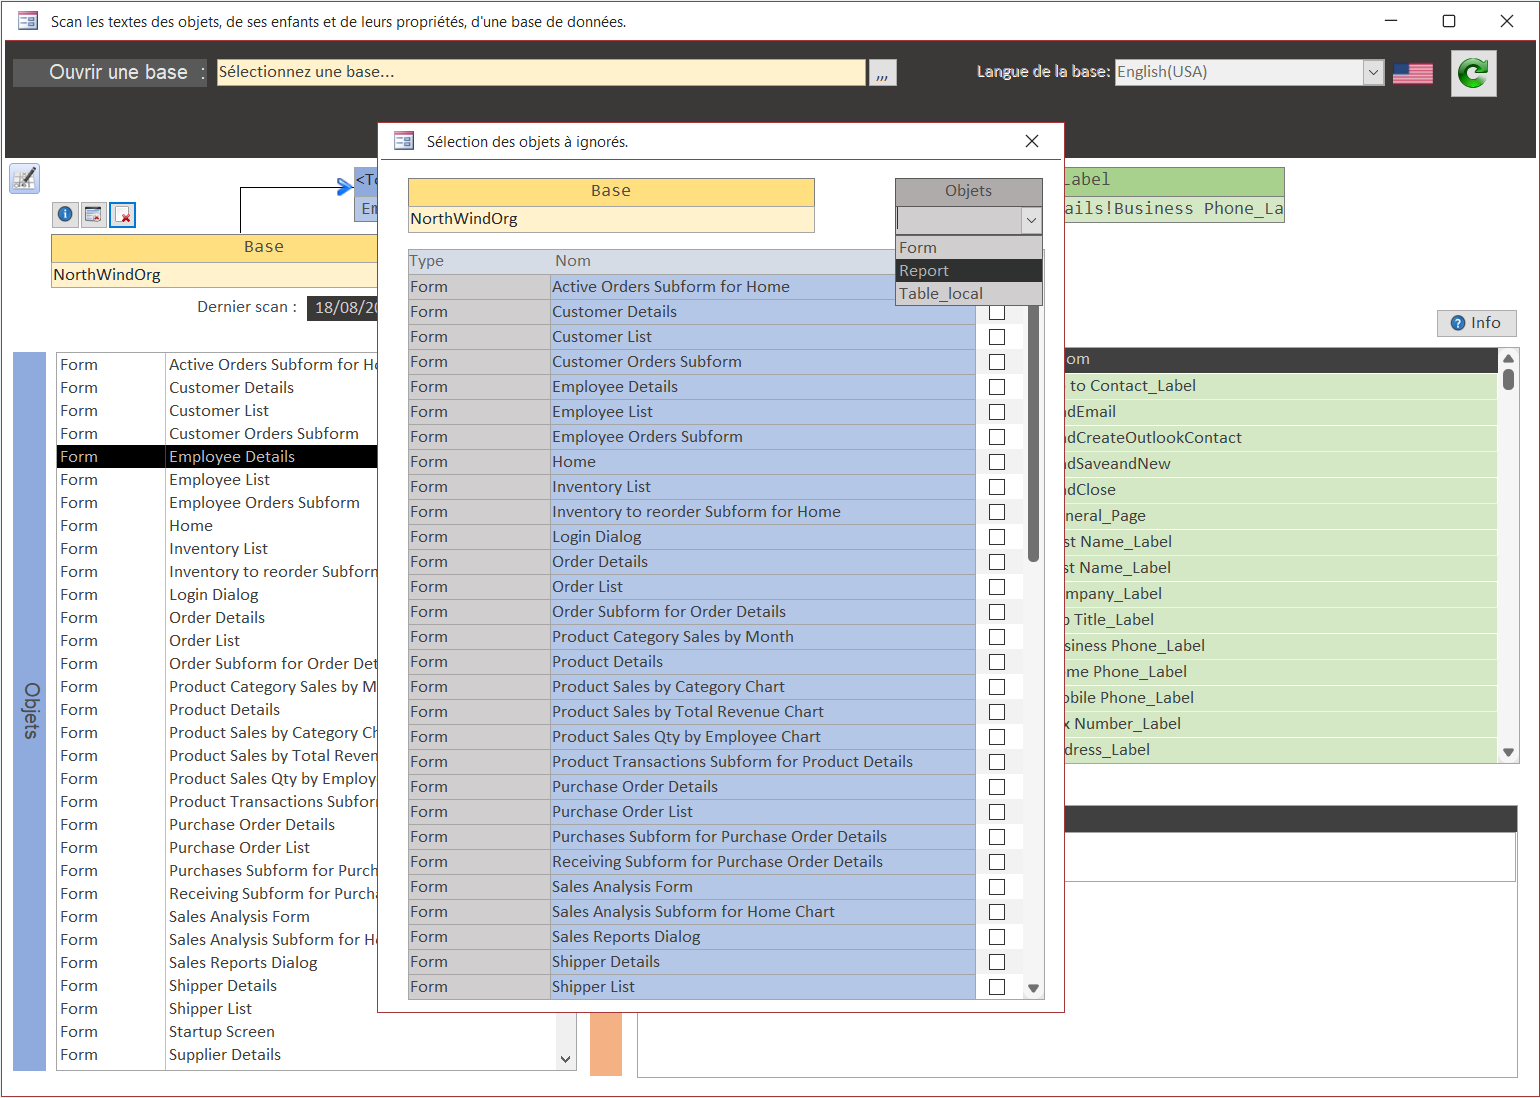 Scan les textes des objets, de ses enfants et de leurs propriétés, d'une base de données.
Ouvrir une base :
Sélectionnez une base...
,,,
Langue de la base:
English(USA)
Sélection des objets à ignorés.
Base
NorthWindOrg
Objets
Form
Report
Table_local
Type Nom
Form Active Orders Subform for Home
Form Customer Details
Form Customer List
Form Customer Orders Subform
Form Employee Details
Form Employee List
Form Employee Orders Subform
Form Home
Form Inventory List
Form Inventory to reorder Subform for Home
Form Login Dialog
Form Order Details
Form Order List
Form Order Subform for Order Details
Form Product Category Sales by Month
Form Product Details
Form Product Sales by Category Chart
Form Product Sales by Total Revenue Chart
Form Product Sales Qty by Employee Chart
Form Product Transactions Subform for Product Details
Form Purchase Order Details
Form Purchase Order List
Form Purchases Subform for Purchase Order Details
Form Receiving Subform for Purchase Order Details
Form Sales Analysis Form
Form Sales Analysis Subform for Home Chart
Form Sales Reports Dialog
Form Shipper Details
Form Shipper List
<To
Em
Base
NorthWindOrg
Dernier scan :
18/08/20
Objets
Form Active Orders Subform for Ho
Form Customer Details
Form Customer List
Form Customer Orders Subform
Form Employee Details
Form Employee List
Form Employee Orders Subform
Form Home
Form Inventory List
Form Inventory to reorder Subform
Form Login Dialog
Form Order Details
Form Order List
Form Order Subform for Order Det
Form Product Category Sales by M
Form Product Details
Form Product Sales by Category Ch
Form Product Sales by Total Reven
Form Product Sales Qty by Employ
Form Product Transactions Subfor
Form Purchase Order Details
Form Purchase Order List
Form Purchases Subform for Purch
Form Receiving Subform for Purcha
Form Sales Analysis Form
Form Sales Analysis Subform for H
Form Sales Reports Dialog
Form Shipper Details
Form Shipper List
Form Startup Screen
Form Supplier Details
Label
ails!Business Phone_La
Info
om
to Contact_Label
dEmail
dCreateOutlookContact
dSaveandNew
dClose
neral_Page
st Name_Label
st Name_Label
mpany_Label
b Title_Label
siness Phone_Label
me Phone_Label
obile Phone_Label
x Number_Label
dress_Label